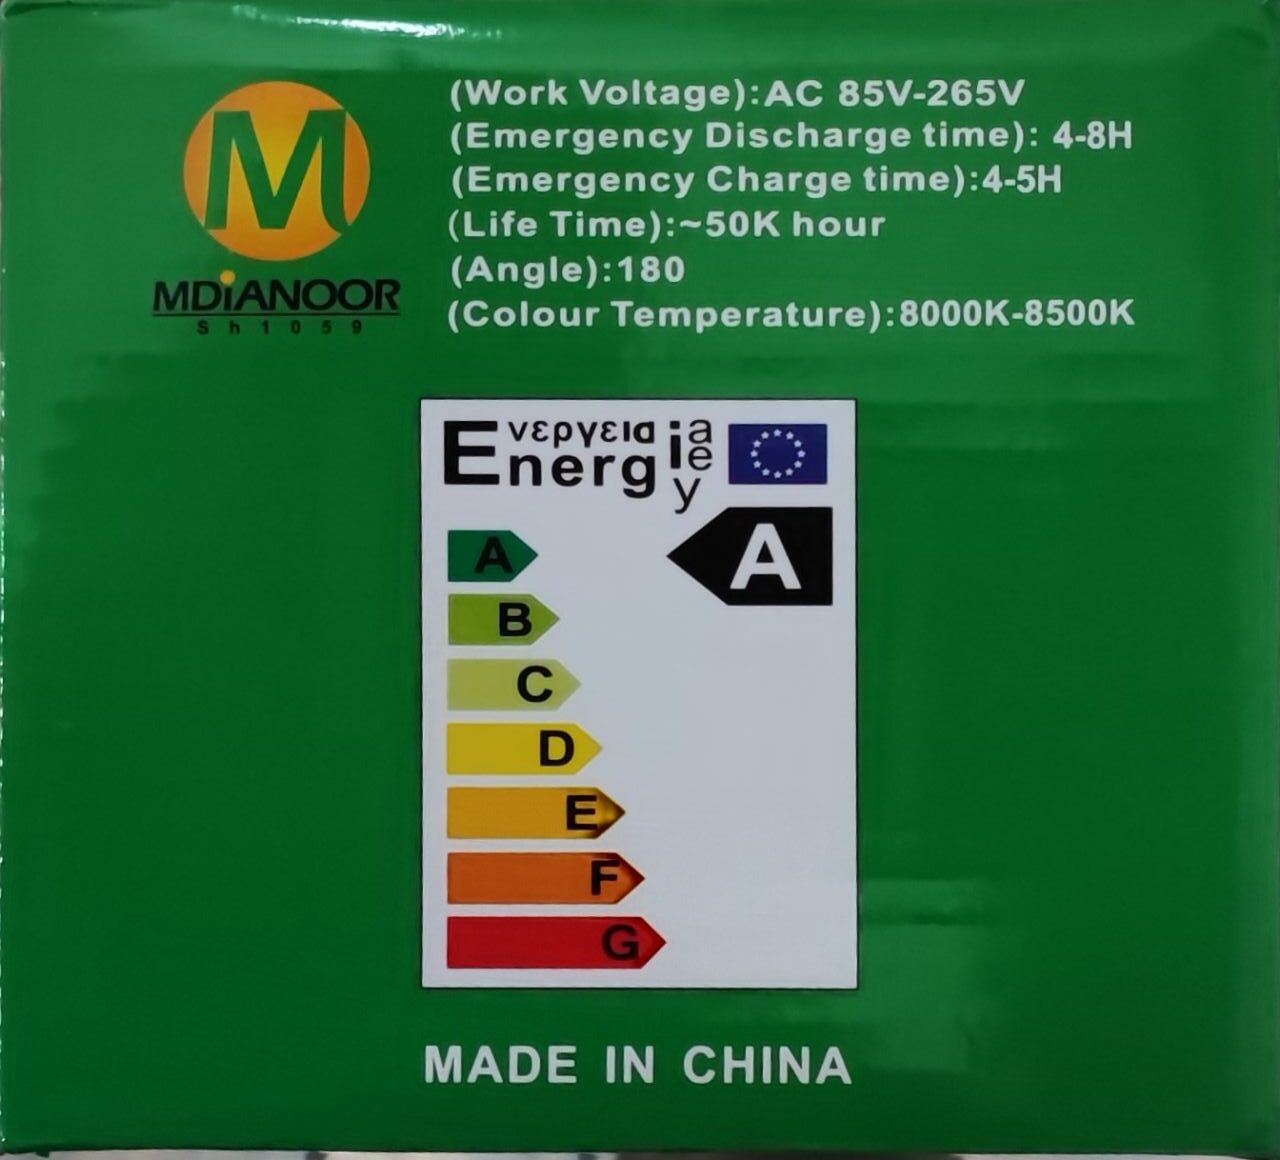 M
MDiANOOR
Sh1059
(Work Voltage):AC 85V-265V
(Emergency Discharge time): 4-8H
(Emergency Charge time):4-5H
(Life Time):~50K hour
(Angle):180
(Colour Temperature):8000K-8500K
Ενεργεια ia
Energ e
y
A
A
B
C
D
E
F
G
MADE IN CHINA